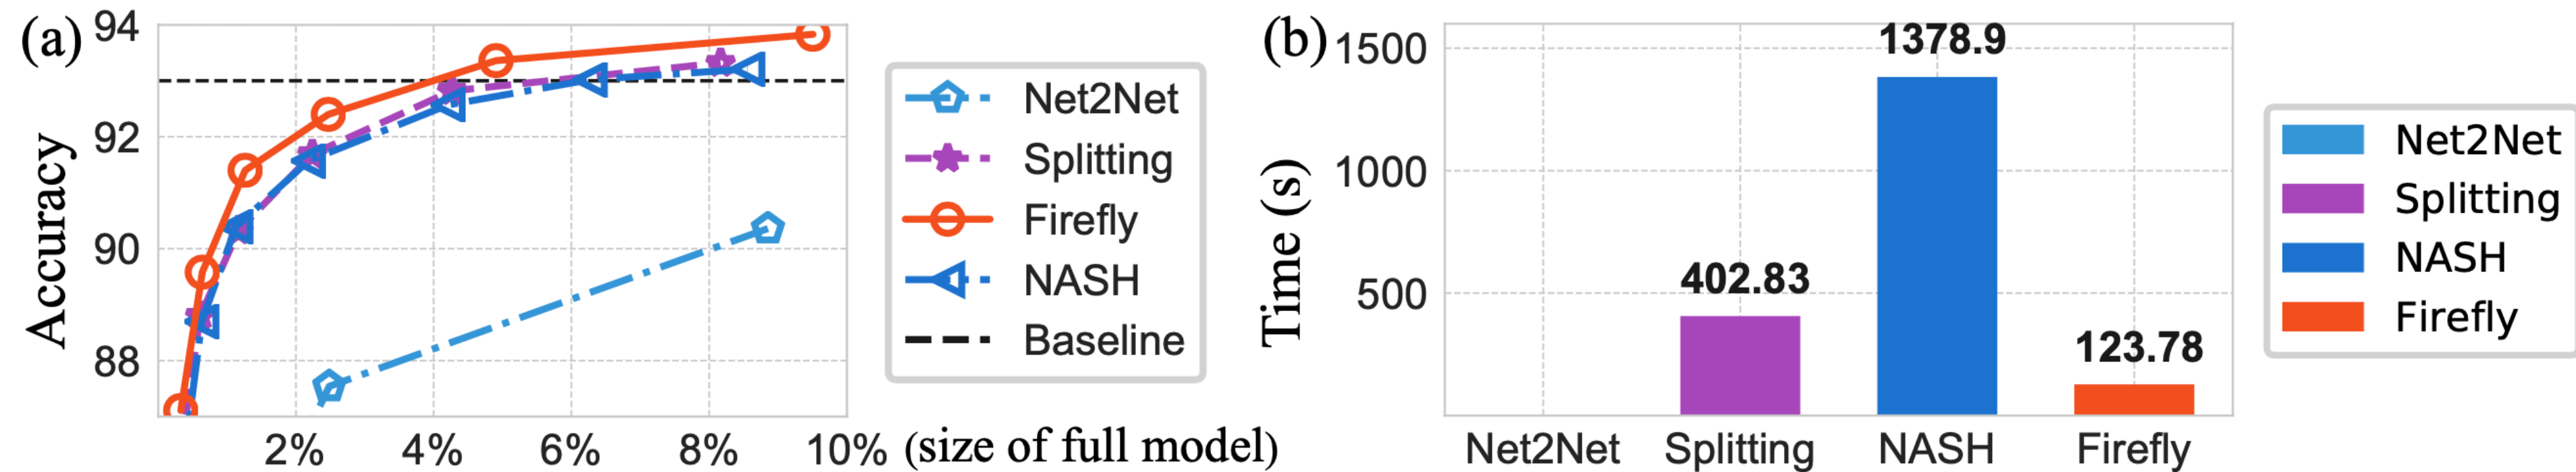 (a)
Accuracy
94
92
90
88
2% 4% 6% 8% 10% (size of full model)
Net2Net
Splitting
Firefly
NASH
Baseline
(b)
Time (s)
1500
1000
500
402.83
1378.9
123.78
Net2Net Splitting NASH Firefly
Net2Net
Splitting
NASH
Firefly